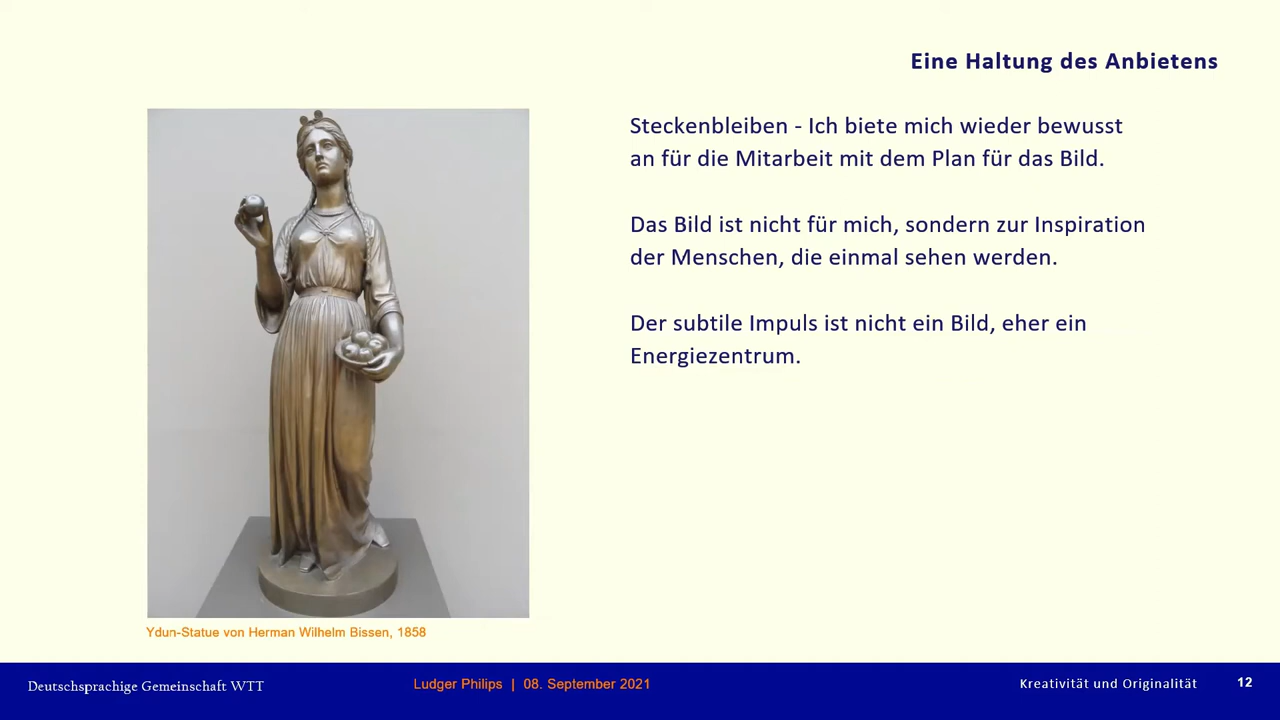 Eine Haltung des Anbietens
Steckenbleiben - Ich biete mich wieder bewusst
an für die Mitarbeit mit dem Plan für das Bild.
Das Bild ist nicht für mich, sondern zur Inspiration
der Menschen, die einmal sehen werden.
Der subtile Impuls ist nicht ein Bild, eher ein
Energiezentrum.
Ydun-Statue von Herman Wilhelm Bissen, 1858
Deutschsprachige Gemeinschaft WTT
Ludger Philips | 08. September 2021
Kreativität und Originalität
12